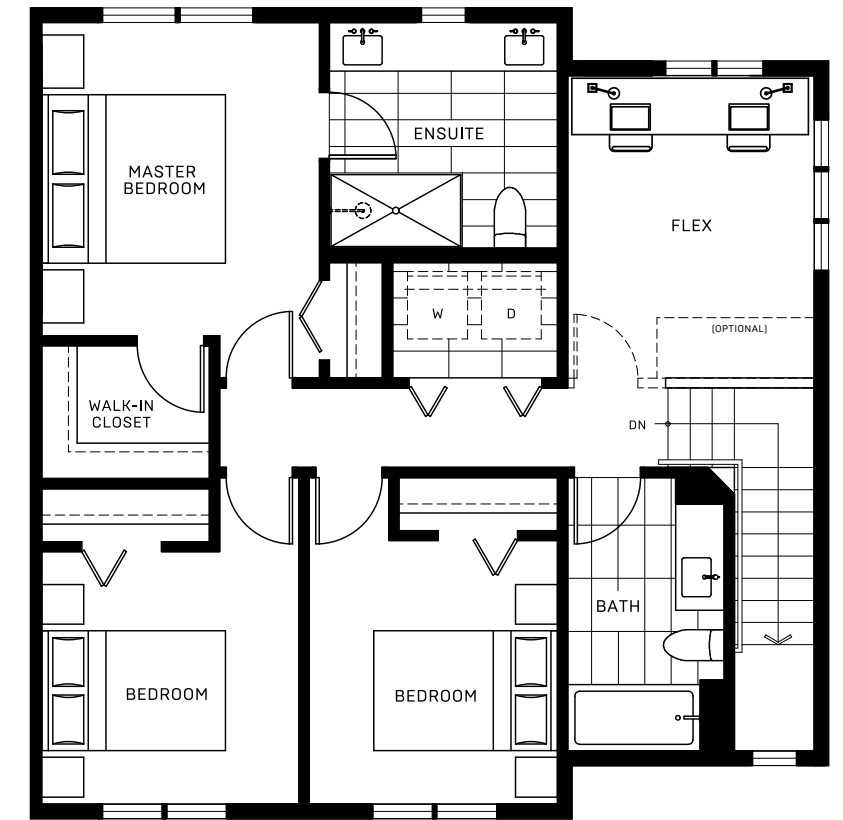 ENSUITE
MASTER
BEDROOM
FLEX
W
D
(OPTIONAL)
WALK-IN
CLOSET
DN
BATH
BEDROOM
BEDROOM